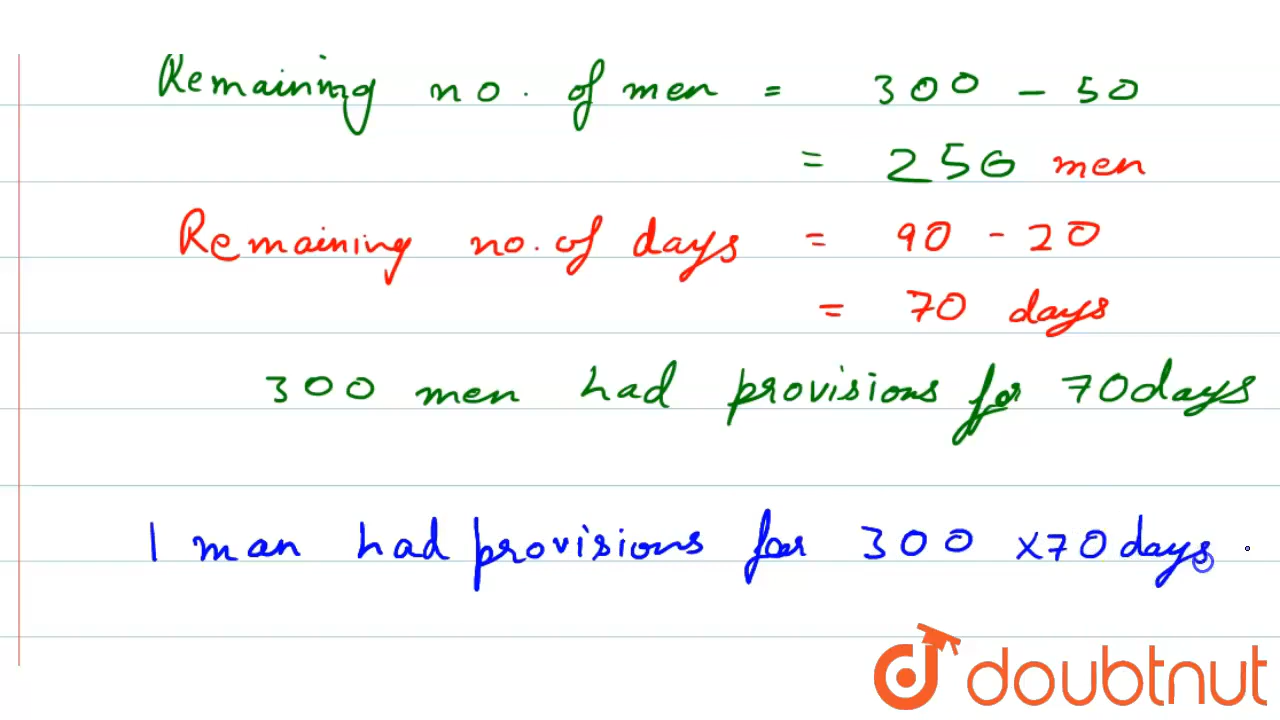 Remaining no. of men = 300 - 50
= 250 men
Remaining no. of days = 90 - 20
= 70 days
300 men had provisions for 70 days
1 man had provisions for 300 x 70 days.
doubtnut